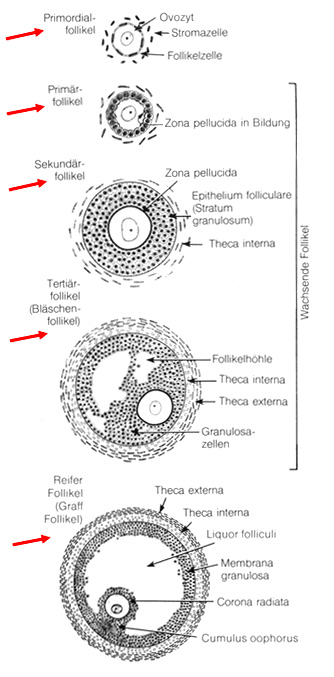 Primordial-
follikel
Ovozyt
Stromazelle
Follikelzelle
Primär-
follikel
Zona pellucida in Bildung
Sekundär-
follikel
Zona pellucida
Epithelium folliculare
(Stratum
granulosum)
Theca interna
Tertiär-
follikel
(Bläschen-
follikel)
Follikelhöhle
Theca interna
Theca externa
Granulosa-
zellen
Wachsende Follikel
Reifer
Follikel
(Graff
Follikel)
Theca externa
Theca interna
Liquor folliculi
Membrana
granulosa
Corona radiata
Cumulus oophorus